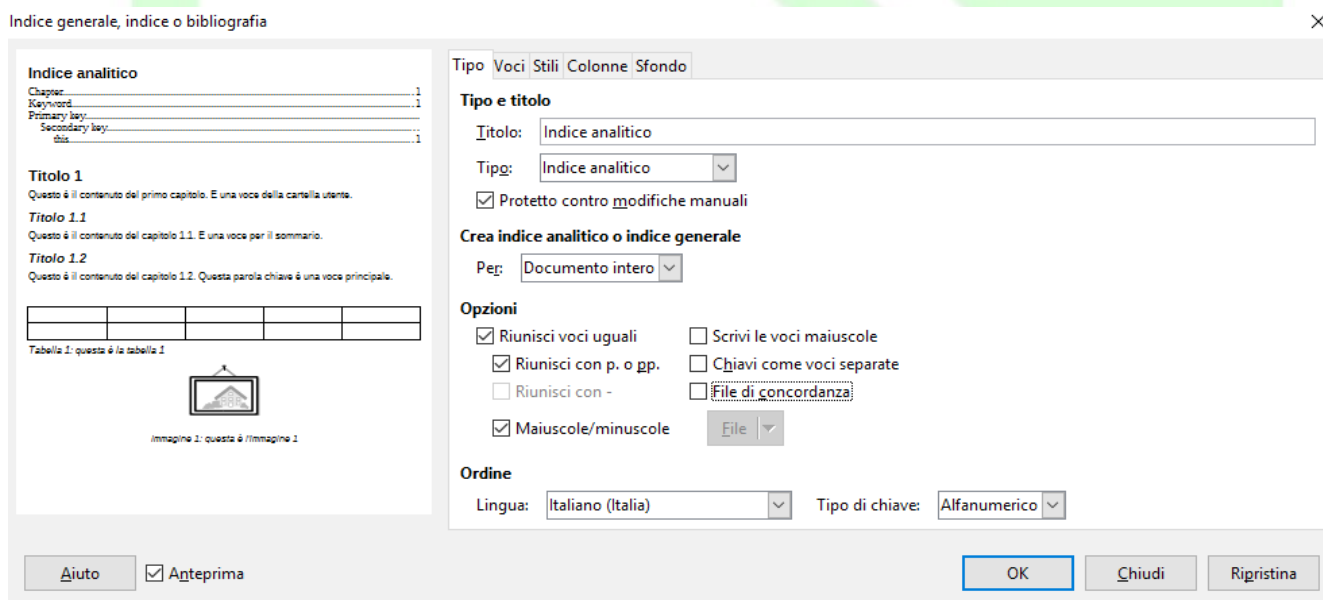 Indice generale, indice o bibliografia
Indice analitico
Chapter 1
Keyword 1
Primary key
Secondary key
this 1
Titolo 1
Questo è il contenuto del primo capitolo. E una voce della cartella utente.
Titolo 1.1
Questo è il contenuto del capitolo 1.1. E una voce per il sommario.
Titolo 1.2
Questo è il contenuto del capitolo 1.2. Questa parola chiave è una voce principale.
Tabella 1: questa è la tabella 1
Immagine 1: questa è l'immagine 1
Tipo Voci Stili Colonne Sfondo
Tipo e titolo
Titolo: Indice analitico
Tipo: Indice analitico
Protetto contro modifiche manuali
Crea indice analitico o indice generale
Per: Documento intero
Opzioni
Riunisci voci uguali Scrivi le voci maiuscole
Riunisci con p. o pp. Chiavi come voci separate
Riunisci con - File di concordanza
Maiuscole/minuscole File
Ordine
Lingua: Italiano (Italia) Tipo di chiave: Alfanumerico
Aiuto Anteprima OK Chiudi Ripristina